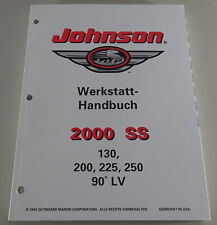 Johnson
Werkstatt-
Handbuch
2000 SS
130,
200, 225, 250
90° LV
© 1999 OUTBOARD MARINE CORPORATION. ALLE RECHTE VORBEHALTEN. GEDRUCKT IN USA.